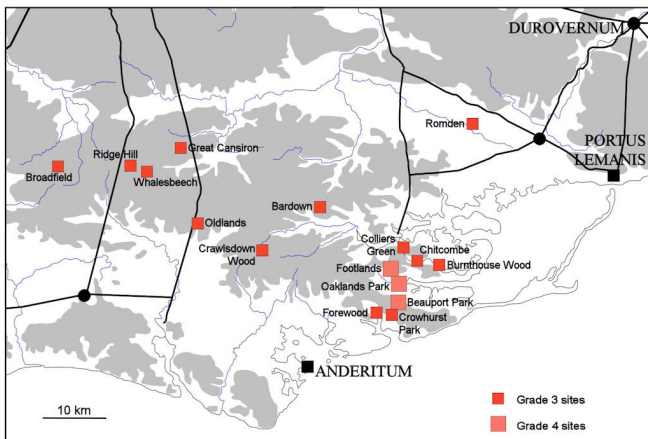 DUROVERNUM
Romden
PORTUS
LEMANIS
Great Cansiron
Ridge Hill
Broadfield
Whalesbeech
Bardown
Oldlands
Colliers
Green
Chitcombe
Crawlsdown
Wood
Footlands
Burnthouse Wood
Oaklands Park
Beauport Park
Forewood
Crowhurst
Park
ANDERITUM
Grade 3 sites
10 km
Grade 4 sites